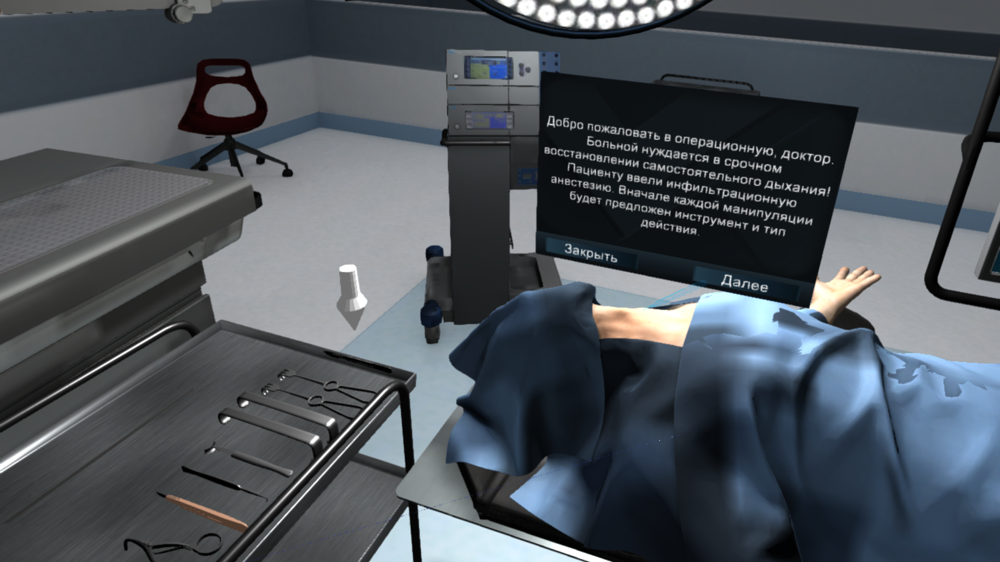 Добро пожаловать в операционную, доктор.
Больной нуждается в срочном
восстановлении самостоятельного дыхания!
Пациенту ввели инфильтрационную
анестезию. Вначале каждой манипуляции
будет предложен инструмент и тип
действия.
Закрыть
Далее